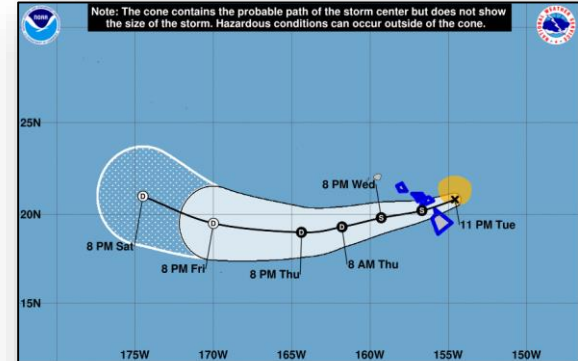 Note: The cone contains the probable path of the storm center but does not show
the size of the storm. Hazardous conditions can occur outside of the cone.
NOAA
25N
20N
15N
8 PM Wed
11 PM Tue
8 AM Thu
8 PM Thu
8 PM Fri
8 PM Sat
D
D
D
D
S
S
175W
170W
165W
160W
155W
150W